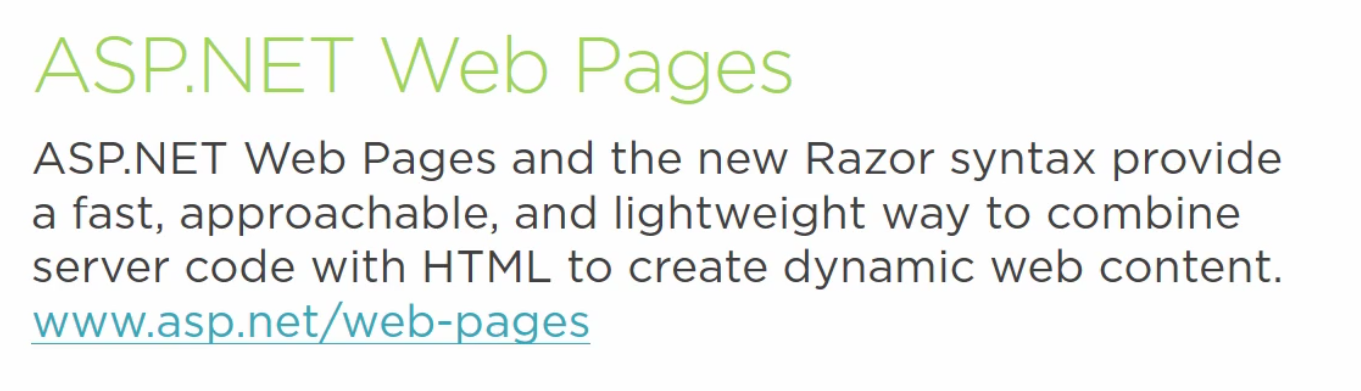 ASP.NET Web Pages
ASP.NET Web Pages and the new Razor syntax provide
a fast, approachable, and lightweight way to combine
server code with HTML to create dynamic web content.
www.asp.net/web-pages